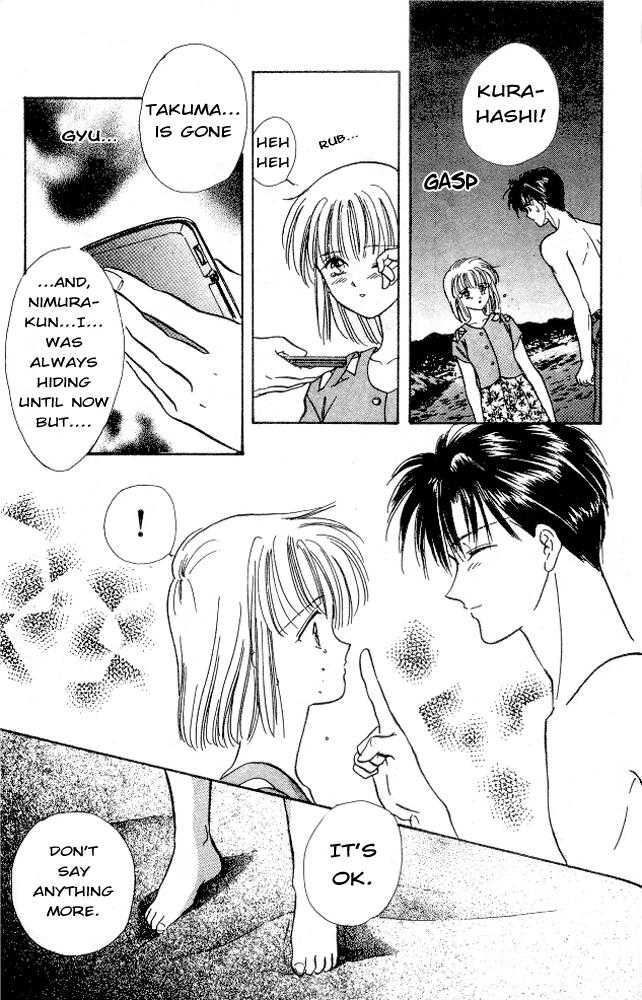 KURA-
HASHI!
GASP
RUB...
HEH
HEH
TAKUMA...
IS GONE
GYU...
...AND,
NIMURA-
KUN...I...
WAS
ALWAYS
HIDING
UNTIL NOW
BUT....
!
IT'S
OK.
DON'T
SAY
ANYTHING
MORE.